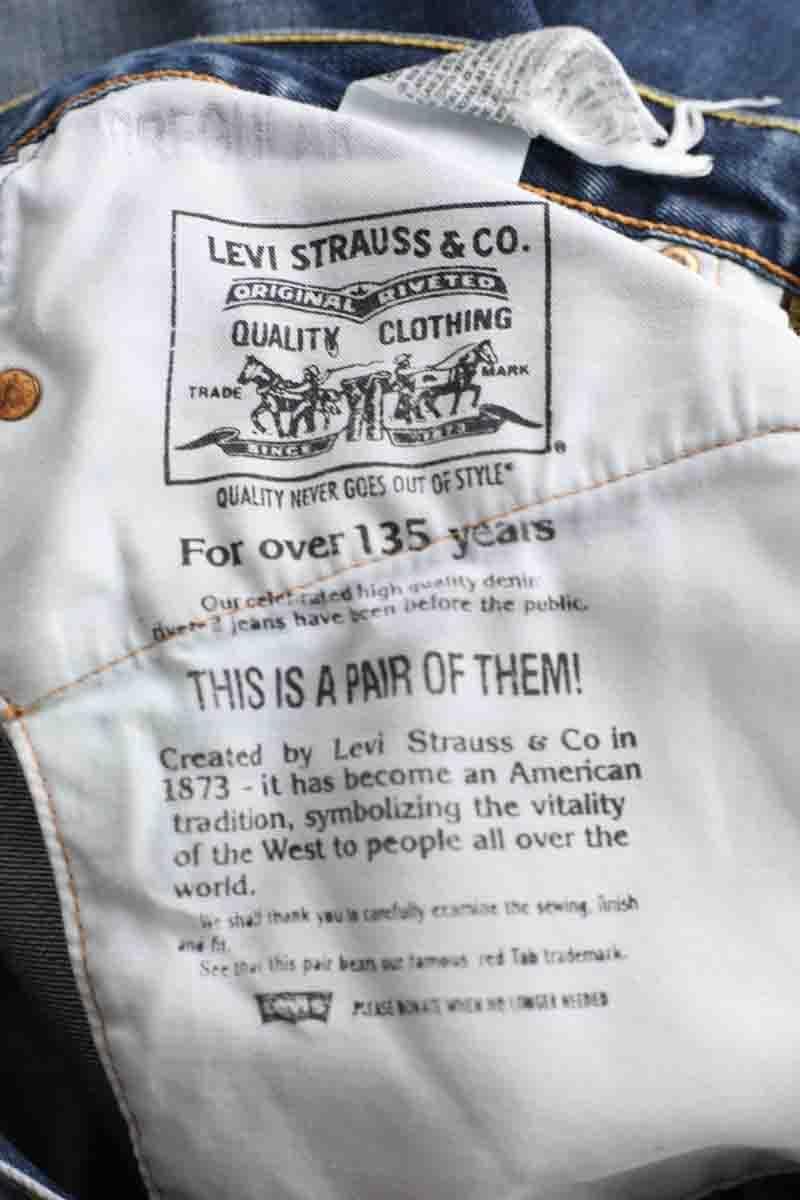 IRREGULAR
LEVI STRAUSS & CO.
ORIGINAL RIVETED
QUALITY CLOTHING
TRADE MARK
SINCE 1873
®
QUALITY NEVER GOES OUT OF STYLE®
For over 135 years
Our celebrated high quality denim
jeans have been before the public.
THIS IS A PAIR OF THEM!
Created by Levi Strauss & Co in
1873 - it has become an American
tradition, symbolizing the vitality
of the West to people all over the
world.
We shall thank you to carefully examine the sewing, finish
and fit.
See that this pair bears our famous red Tab trademark.
Levi's PLEASE DONATE WHEN NO LONGER NEEDED